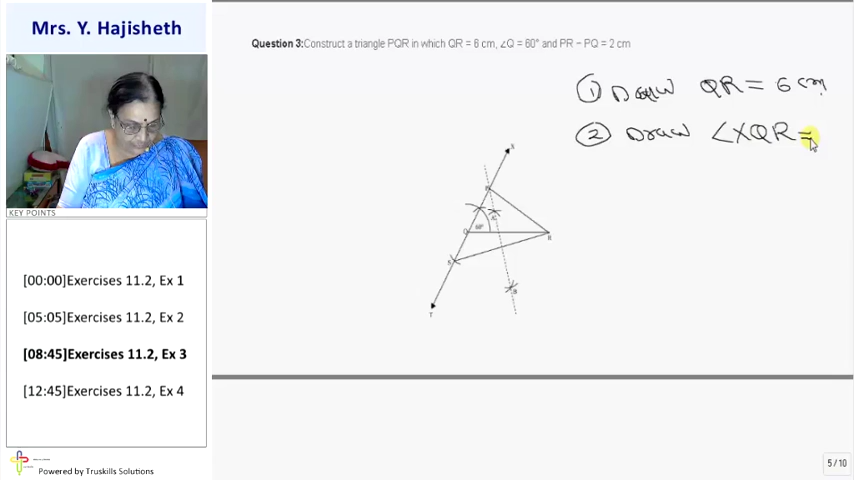 Mrs. Y. Hajisheth
Question 3:Construct a triangle PQR in which QR = 6 cm, ∠Q = 60° and PR − PQ = 2 cm
① Draw QR = 6 cm
② Draw ∠XQR =
X
P
C
60°
Q
R
S
B
T
KEY POINTS
[00:00]Exercises 11.2, Ex 1
[05:05]Exercises 11.2, Ex 2
[08:45]Exercises 11.2, Ex 3
[12:45]Exercises 11.2, Ex 4
Powered by Truskills Solutions
5 / 10